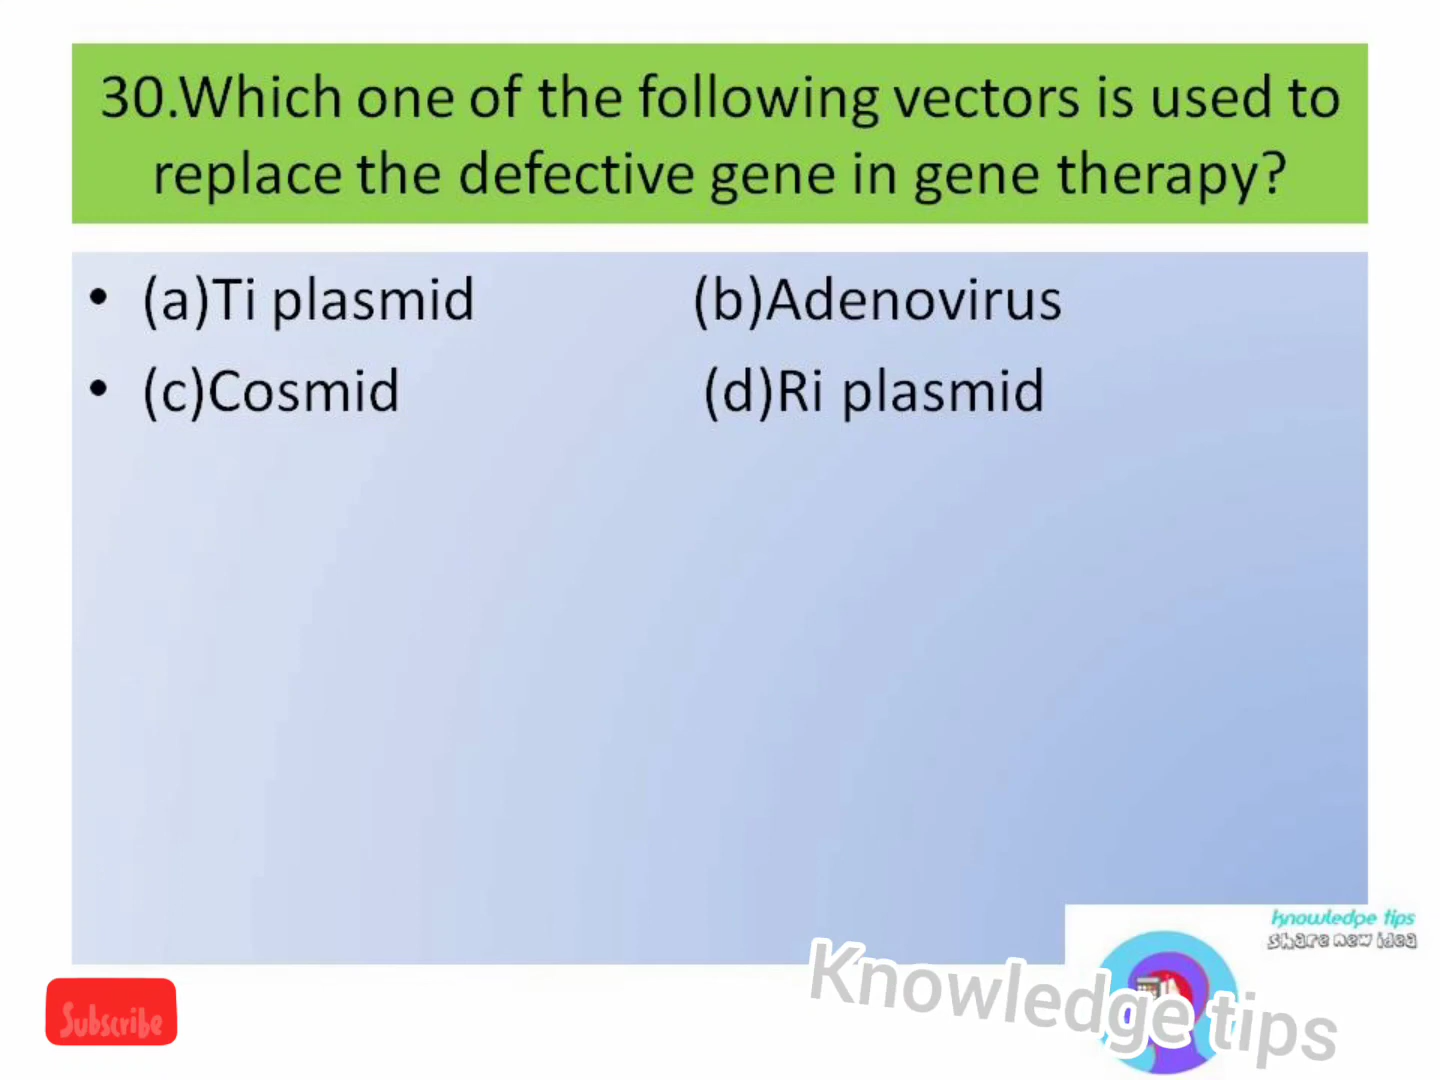 30.Which one of the following vectors is used to
replace the defective gene in gene therapy?
• (a)Ti plasmid (b)Adenovirus
• (c)Cosmid (d)Ri plasmid
knowledge tips
share new idea
Knowledge tips
Subscribe